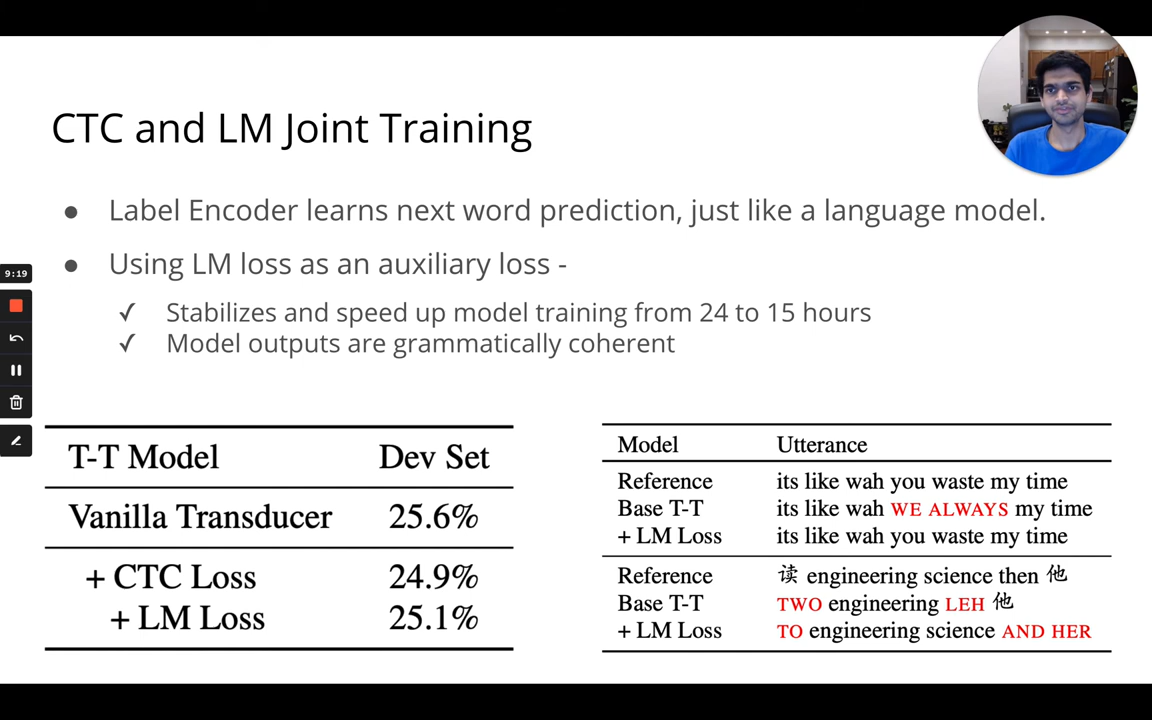 CTC and LM Joint Training
● Label Encoder learns next word prediction, just like a language model.
● Using LM loss as an auxiliary loss -
✓ Stabilizes and speed up model training from 24 to 15 hours
✓ Model outputs are grammatically coherent
9:19
T-T Model Dev Set
Vanilla Transducer 25.6%
+ CTC Loss 24.9%
+ LM Loss 25.1%
Model Utterance
Reference its like wah you waste my time
Base T-T its like wah WE ALWAYS my time
+ LM Loss its like wah you waste my time
Reference 读 engineering science then 他
Base T-T TWO engineering LEH 他
+ LM Loss TO engineering science AND HER